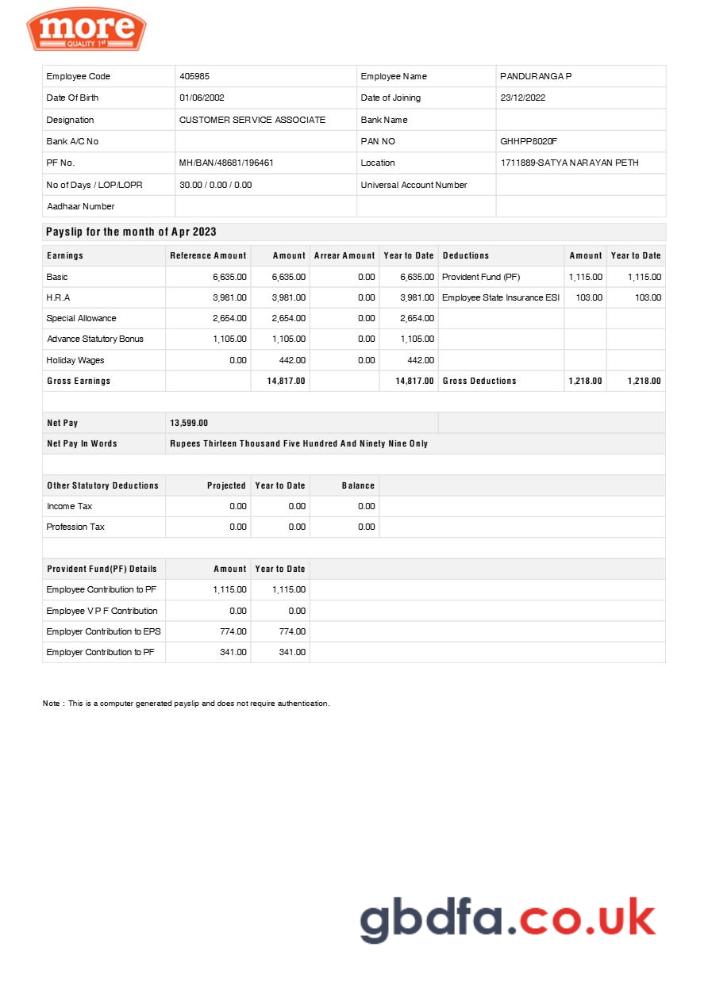 more
QUALITY 1st
Employee Code 405985 Employee Name PANDURANGA P
Date Of Birth 01/06/2002 Date of Joining 23/12/2022
Designation CUSTOMER SERVICE ASSOCIATE Bank Name
Bank A/C No PAN NO GHHPP8020F
PF No. MH/BAN/48681/196461 Location 1711889-SATYA NARAYAN PETH
No of Days / LOP/LOPR 30.00 / 0.00 / 0.00 Universal Account Number
Aadhaar Number
Payslip for the month of Apr 2023
Earnings Reference Amount Amount Arrear Amount Year to Date Deductions Amount Year to Date
Basic 6,635.00 6,635.00 0.00 6,635.00 Provident Fund (PF) 1,115.00 1,115.00
H.R.A 3,981.00 3,981.00 0.00 3,981.00 Employee State Insurance ESI 103.00 103.00
Special Allowance 2,654.00 2,654.00 0.00 2,654.00
Advance Statutory Bonus 1,105.00 1,105.00 0.00 1,105.00
Holiday Wages 0.00 442.00 0.00 442.00
Gross Earnings 14,817.00 14,817.00 Gross Deductions 1,218.00 1,218.00
Net Pay 13,599.00
Net Pay In Words Rupees Thirteen Thousand Five Hundred And Ninety Nine Only
Other Statutory Deductions Projected Year to Date Balance
Income Tax 0.00 0.00 0.00
Profession Tax 0.00 0.00 0.00
Provident Fund(PF) Details Amount Year to Date
Employee Contribution to PF 1,115.00 1,115.00
Employee V P F Contribution 0.00 0.00
Employer Contribution to EPS 774.00 774.00
Employer Contribution to PF 341.00 341.00
Note : This is a computer generated payslip and does not require authentication.
gbdfa.co.uk